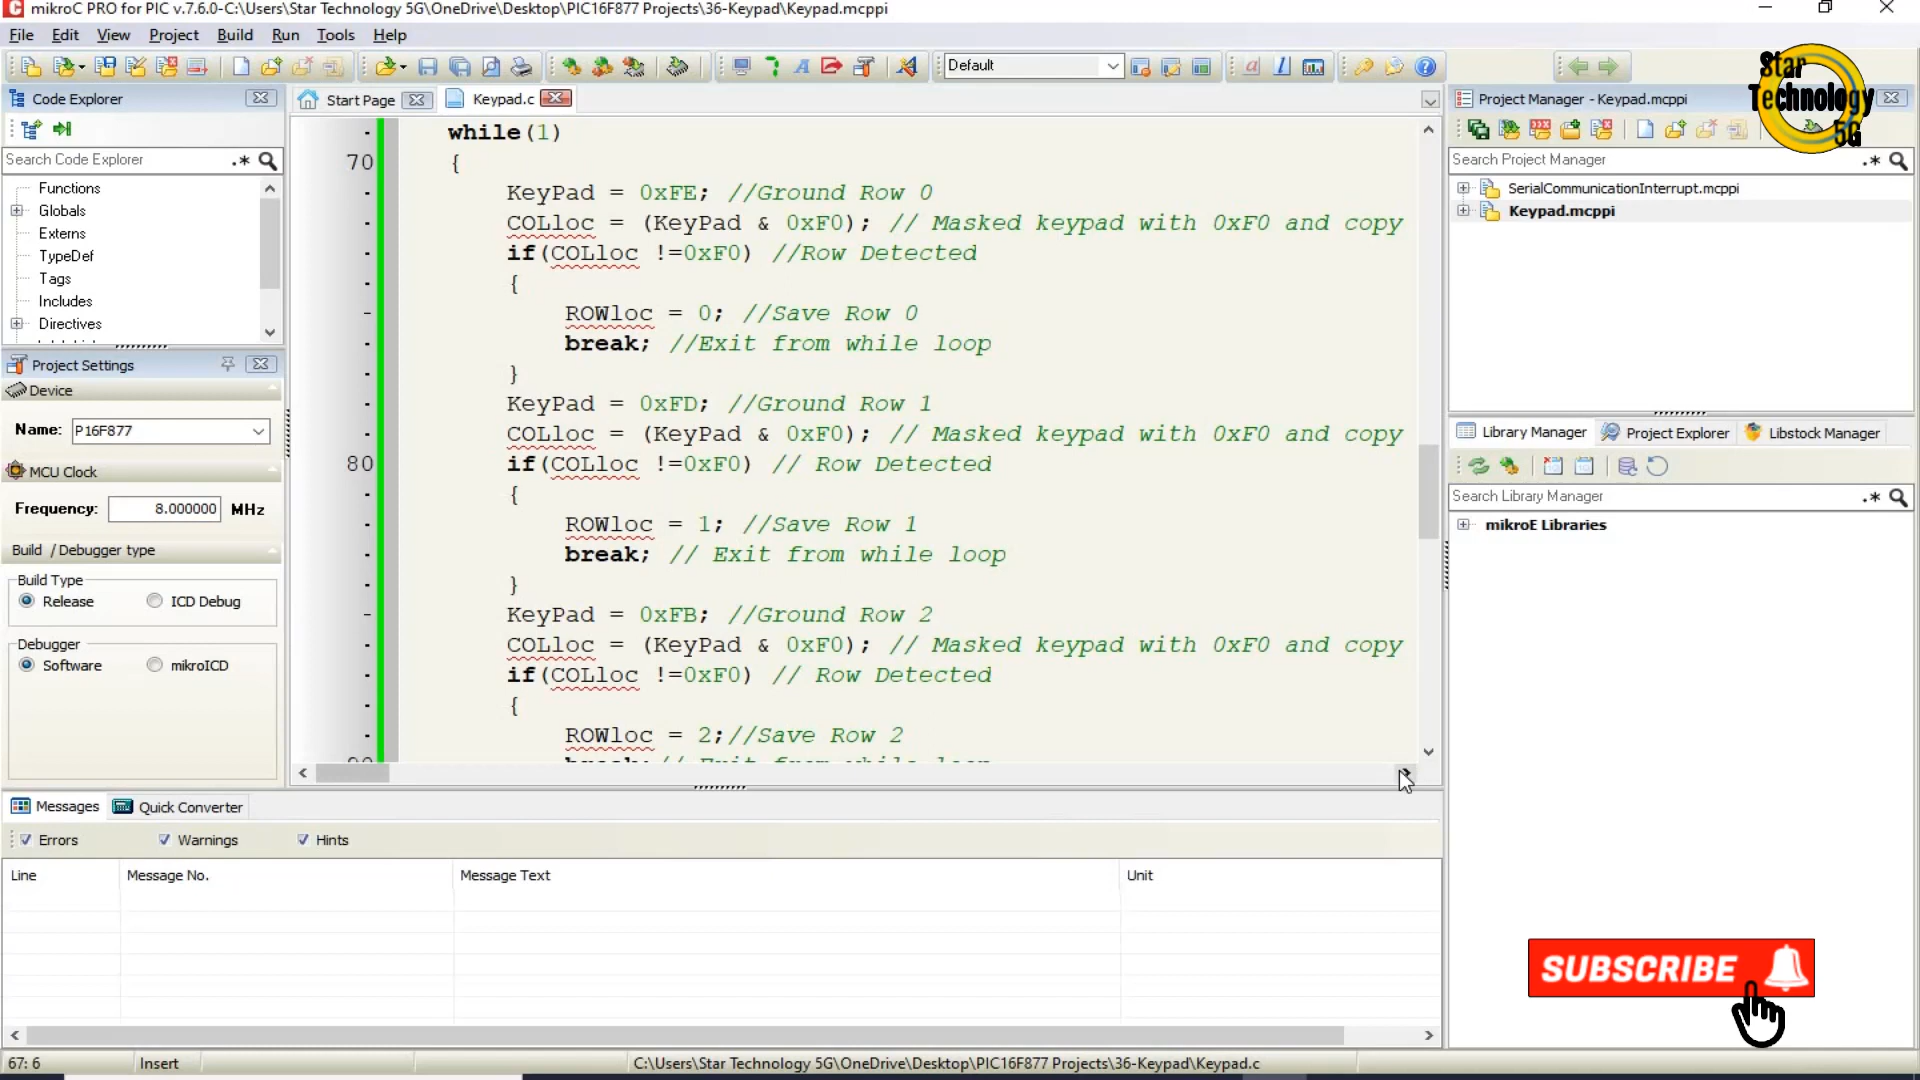 mikroC PRO for PIC v.7.6.0-C:\Users\Star Technology 5G\OneDrive\Desktop\PIC16F877 Projects\36-Keypad\Keypad.mcppi
File Edit View Project Build Run Tools Help
Default
Star
Technology
5G
Code Explorer
Start Page
Keypad.c
Project Manager - Keypad.mcppi
Search Code Explorer
Search Project Manager
Functions
Globals
Externs
TypeDef
Tags
Includes
Directives
SerialCommunicationInterrupt.mcppi
Keypad.mcppi
while(1)
70 {
KeyPad = 0xFE; //Ground Row 0
COLloc = (KeyPad & 0xF0); // Masked keypad with 0xF0 and copy
if(COLloc !=0xF0) //Row Detected
{
ROWloc = 0; //Save Row 0
break; //Exit from while loop
}
KeyPad = 0xFD; //Ground Row 1
COLloc = (KeyPad & 0xF0); // Masked keypad with 0xF0 and copy
80 if(COLloc !=0xF0) // Row Detected
{
ROWloc = 1; //Save Row 1
break; // Exit from while loop
}
KeyPad = 0xFB; //Ground Row 2
COLloc = (KeyPad & 0xF0); // Masked keypad with 0xF0 and copy
if(COLloc !=0xF0) // Row Detected
{
ROWloc = 2;//Save Row 2
Project Settings
Device
Name: P16F877
MCU Clock
Frequency: 8.000000 MHz
Build / Debugger type
Build Type
Release ICD Debug
Debugger
Software mikroICD
Library Manager Project Explorer Libstock Manager
Search Library Manager
mikroE Libraries
Messages Quick Converter
Errors Warnings Hints
Line Message No. Message Text Unit
SUBSCRIBE
67: 6 Insert C:\Users\Star Technology 5G\OneDrive\Desktop\PIC16F877 Projects\36-Keypad\Keypad.c